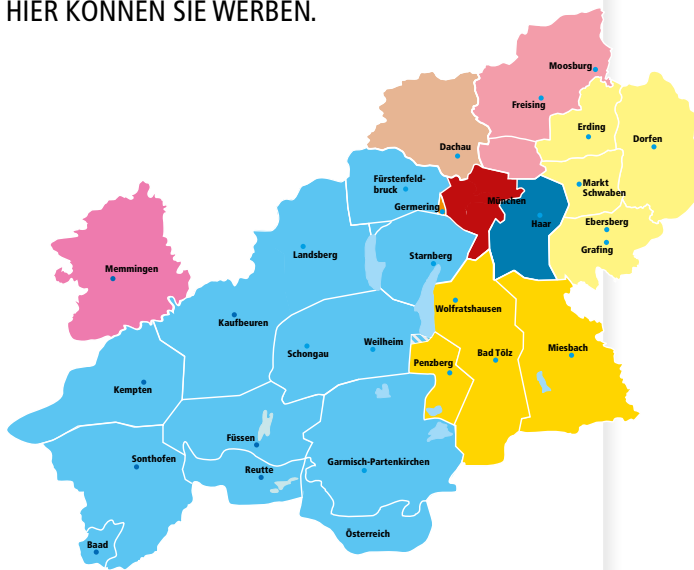 HIER KÖNNEN SIE WERBEN.
Moosburg
Freising
Erding
Dorfen
Dachau
Fürstenfeld-
bruck
Markt
Schwaben
München
Germering
Ebersberg
Haar
Grafing
Landsberg
Starnberg
Memmingen
Wolfratshausen
Kaufbeuren
Weilheim
Schongau
Bad Tölz
Miesbach
Penzberg
Kempten
Füssen
Sonthofen
Garmisch-Partenkirchen
Reutte
Österreich
Baad